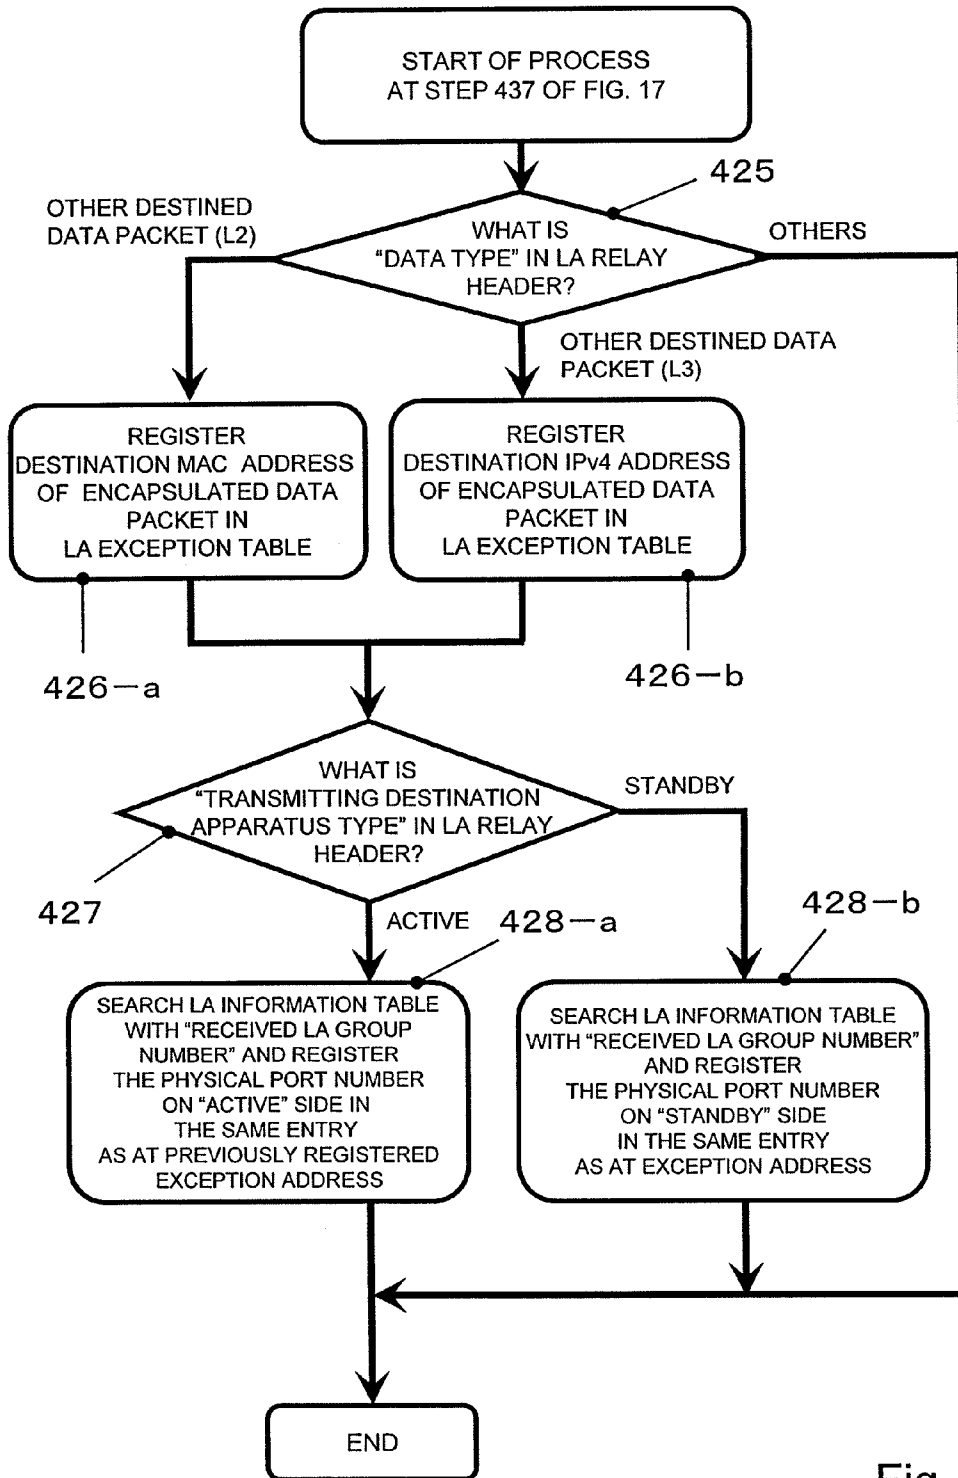 START OF PROCESS
AT STEP 437 OF FIG. 17
425
OTHER DESTINED
DATA PACKET (L2)
WHAT IS
“DATA TYPE” IN LA RELAY
HEADER?
OTHERS
OTHER DESTINED DATA
PACKET (L3)
REGISTER
DESTINATION MAC ADDRESS
OF ENCAPSULATED DATA
PACKET IN
LA EXCEPTION TABLE
REGISTER
DESTINATION IPv4 ADDRESS
OF ENCAPSULATED DATA
PACKET IN
LA EXCEPTION TABLE
426-a
426-b
WHAT IS
“TRANSMITTING DESTINATION
APPARATUS TYPE” IN LA RELAY
HEADER?
STANDBY
427
ACTIVE
428-a
428-b
SEARCH LA INFORMATION TABLE
WITH “RECEIVED LA GROUP
NUMBER” AND REGISTER
THE PHYSICAL PORT NUMBER
ON “ACTIVE” SIDE IN
THE SAME ENTRY
AS AT PREVIOUSLY REGISTERED
EXCEPTION ADDRESS
SEARCH LA INFORMATION TABLE
WITH “RECEIVED LA GROUP NUMBER”
AND REGISTER
THE PHYSICAL PORT NUMBER
ON “STANDBY” SIDE
IN THE SAME ENTRY
AS AT EXCEPTION ADDRESS
END
Fig